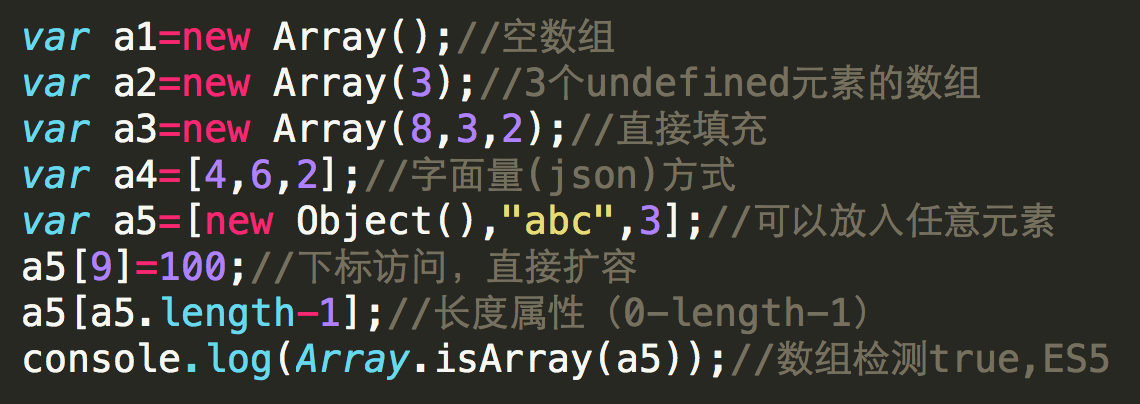 var a1=new Array();//空数组
var a2=new Array(3);//3个undefined元素的数组
var a3=new Array(8,3,2);//直接填充
var a4=[4,6,2];//字面量(json)方式
var a5=[new Object(),"abc",3];//可以放入任意元素
a5[9]=100;//下标访问，直接扩容
a5[a5.length-1];//长度属性（0-length-1）
console.log(Array.isArray(a5));//数组检测true,ES5